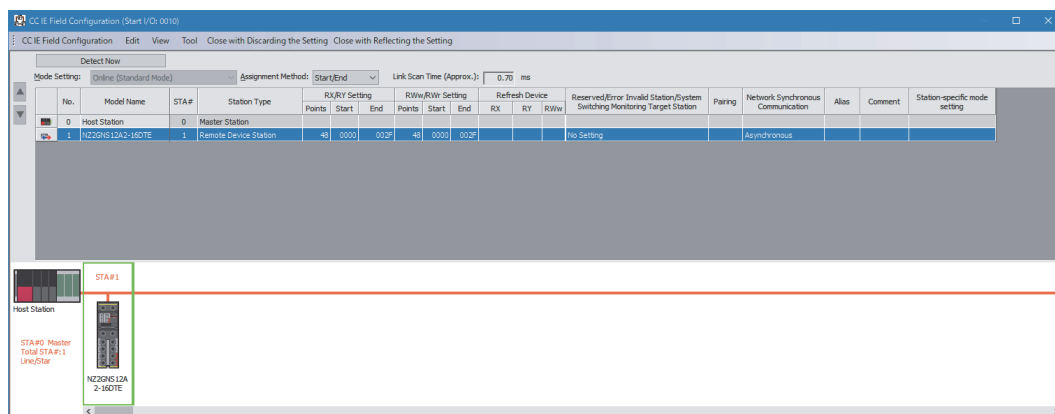 CC IE Field Configuration (Start I/O: 0010)
CC IE Field Configuration Edit View Tool Close with Discarding the Setting Close with Reflecting the Setting
Detect Now
Mode Setting: Online (Standard Mode) Assignment Method: Start/End Link Scan Time (Approx.): 0.70 ms
No. Model Name STA# Station Type RX/RY Setting RWw/RWr Setting Refresh Device Reserved/Error Invalid Station/System Switching Monitoring Target Station Pairing Network Synchronous Communication Alias Comment Station-specific mode setting
Points Start End Points Start End RX RY RWw
0 Host Station 0 Master Station
1 NZ2GNS12A2-16DTE 1 Remote Device Station 48 0000 002F 48 0000 002F No Setting Asynchronous
STA#1
Host Station
STA#0 Master
Total STA#:1
Line/Star
NZ2GNS12A
2-16DTE